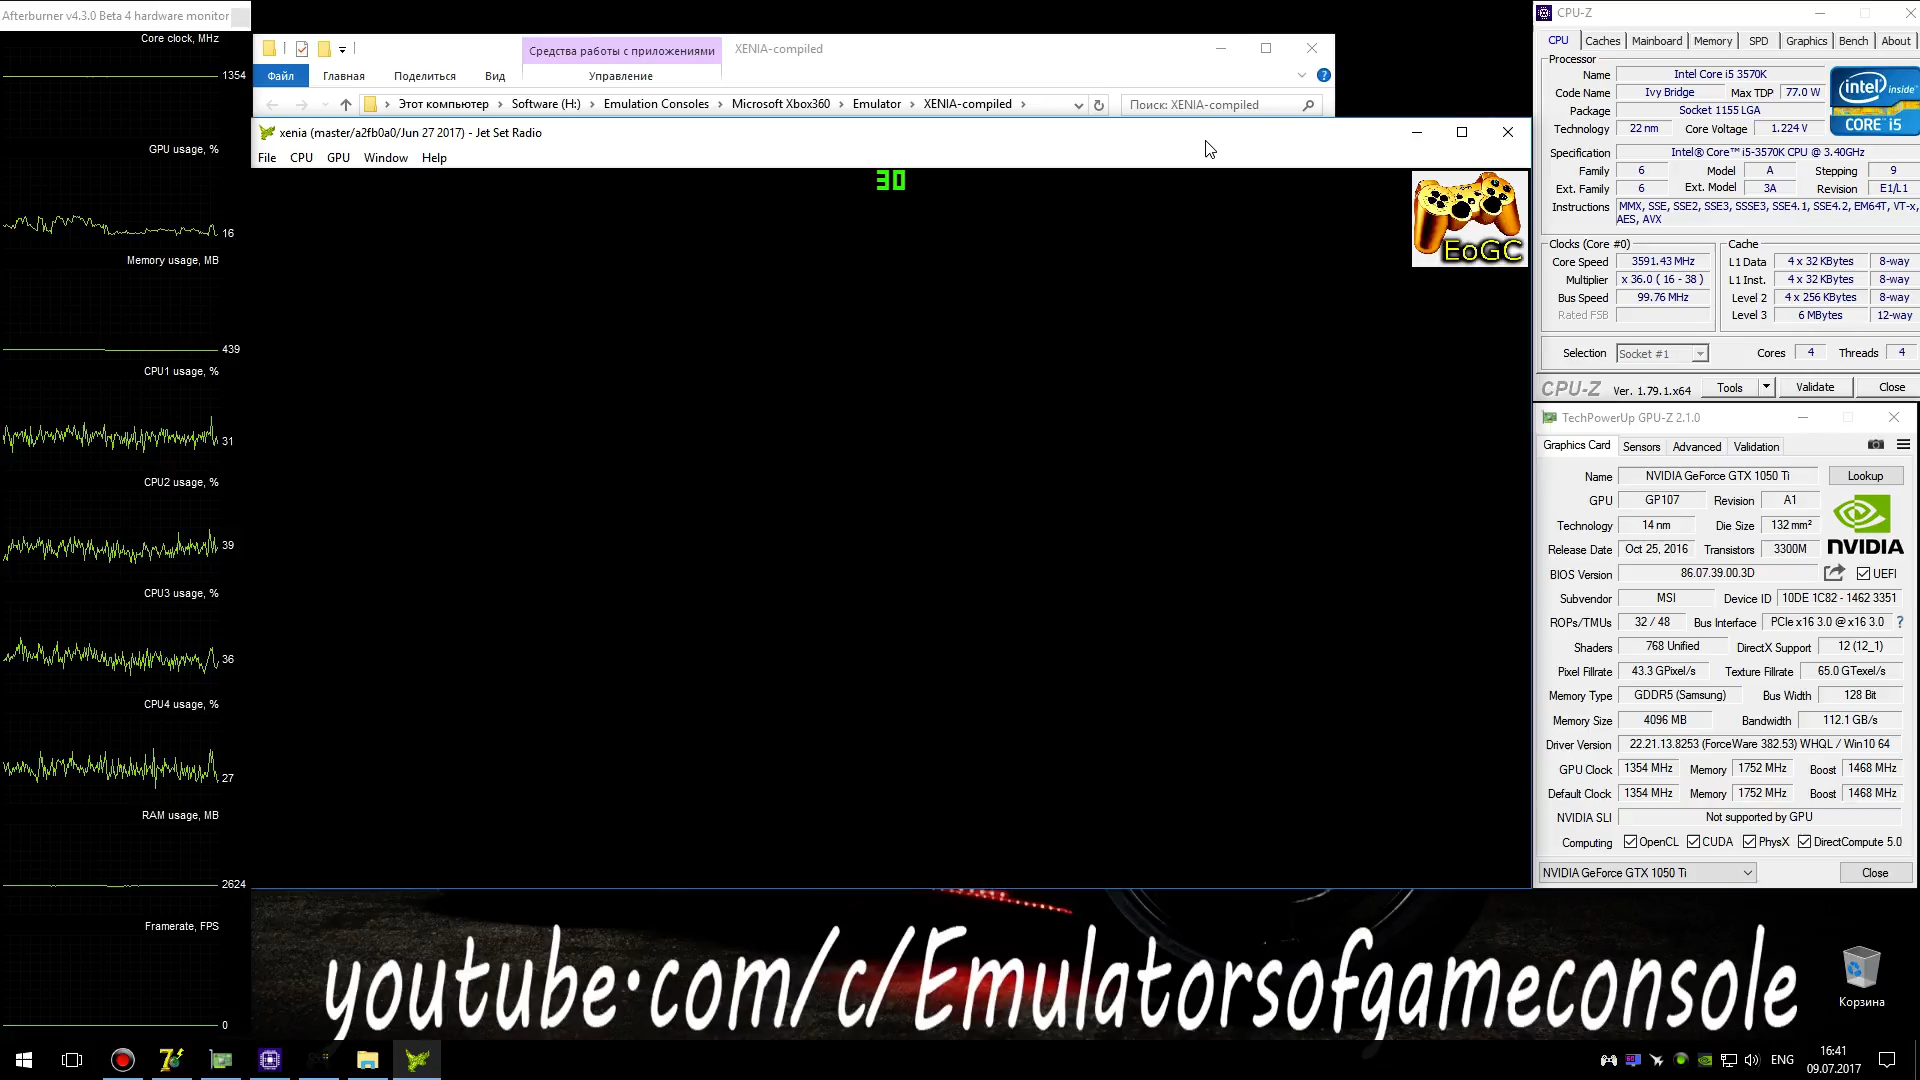 Afterburner v4.3.0 Beta 4 hardware monitor
Core clock, MHz
1354
GPU usage, %
16
Memory usage, MB
439
CPU1 usage, %
31
CPU2 usage, %
39
CPU3 usage, %
36
CPU4 usage, %
27
RAM usage, MB
2624
Framerate, FPS
0
Средства работы с приложениями
XENIA-compiled
Файл Главная Поделиться Вид Управление
Этот компьютер > Software (H:) > Emulation Consoles > Microsoft Xbox360 > Emulator > XENIA-compiled >
Поиск: XENIA-compiled
xenia (master/a2fb0a0/Jun 27 2017) - Jet Set Radio
File CPU GPU Window Help
30
EoGC
CPU-Z
CPU Caches Mainboard Memory SPD Graphics Bench About
Processor
Name Intel Core i5 3570K
Code Name Ivy Bridge Max TDP 77.0 W
Package Socket 1155 LGA
Technology 22 nm Core Voltage 1.224 V
intel inside
CORE i5
Specification Intel® Core™ i5-3570K CPU @ 3.40GHz
Family 6 Model A Stepping 9
Ext. Family 6 Ext. Model 3A Revision E1/L1
Instructions MMX, SSE, SSE2, SSE3, SSSE3, SSE4.1, SSE4.2, EM64T, VT-x,
AES, AVX
Clocks (Core #0)
Core Speed 3591.43 MHz
Multiplier x 36.0 ( 16 - 38 )
Bus Speed 99.76 MHz
Rated FSB
Cache
L1 Data 4 x 32 KBytes 8-way
L1 Inst. 4 x 32 KBytes 8-way
Level 2 4 x 256 KBytes 8-way
Level 3 6 MBytes 12-way
Selection Socket #1 Cores 4 Threads 4
CPU-Z Ver. 1.79.1.x64 Tools Validate Close
TechPowerUp GPU-Z 2.1.0
Graphics Card Sensors Advanced Validation
Name NVIDIA GeForce GTX 1050 Ti Lookup
GPU GP107 Revision A1
Technology 14 nm Die Size 132 mm²
Release Date Oct 25, 2016 Transistors 3300M
NVIDIA
BIOS Version 86.07.39.00.3D UEFI
Subvendor MSI Device ID 10DE 1C82 - 1462 3351
ROPs/TMUs 32 / 48 Bus Interface PCIe x16 3.0 @ x16 3.0 ?
Shaders 768 Unified DirectX Support 12 (12_1)
Pixel Fillrate 43.3 GPixel/s Texture Fillrate 65.0 GTexel/s
Memory Type GDDR5 (Samsung) Bus Width 128 Bit
Memory Size 4096 MB Bandwidth 112.1 GB/s
Driver Version 22.21.13.8253 (ForceWare 382.53) WHQL / Win10 64
GPU Clock 1354 MHz Memory 1752 MHz Boost 1468 MHz
Default Clock 1354 MHz Memory 1752 MHz Boost 1468 MHz
NVIDIA SLI Not supported by GPU
Computing OpenCL CUDA PhysX DirectCompute 5.0
NVIDIA GeForce GTX 1050 Ti Close
youtube.com/c/Emulatorsofgameconsole
Корзина
ENG
16:41
09.07.2017